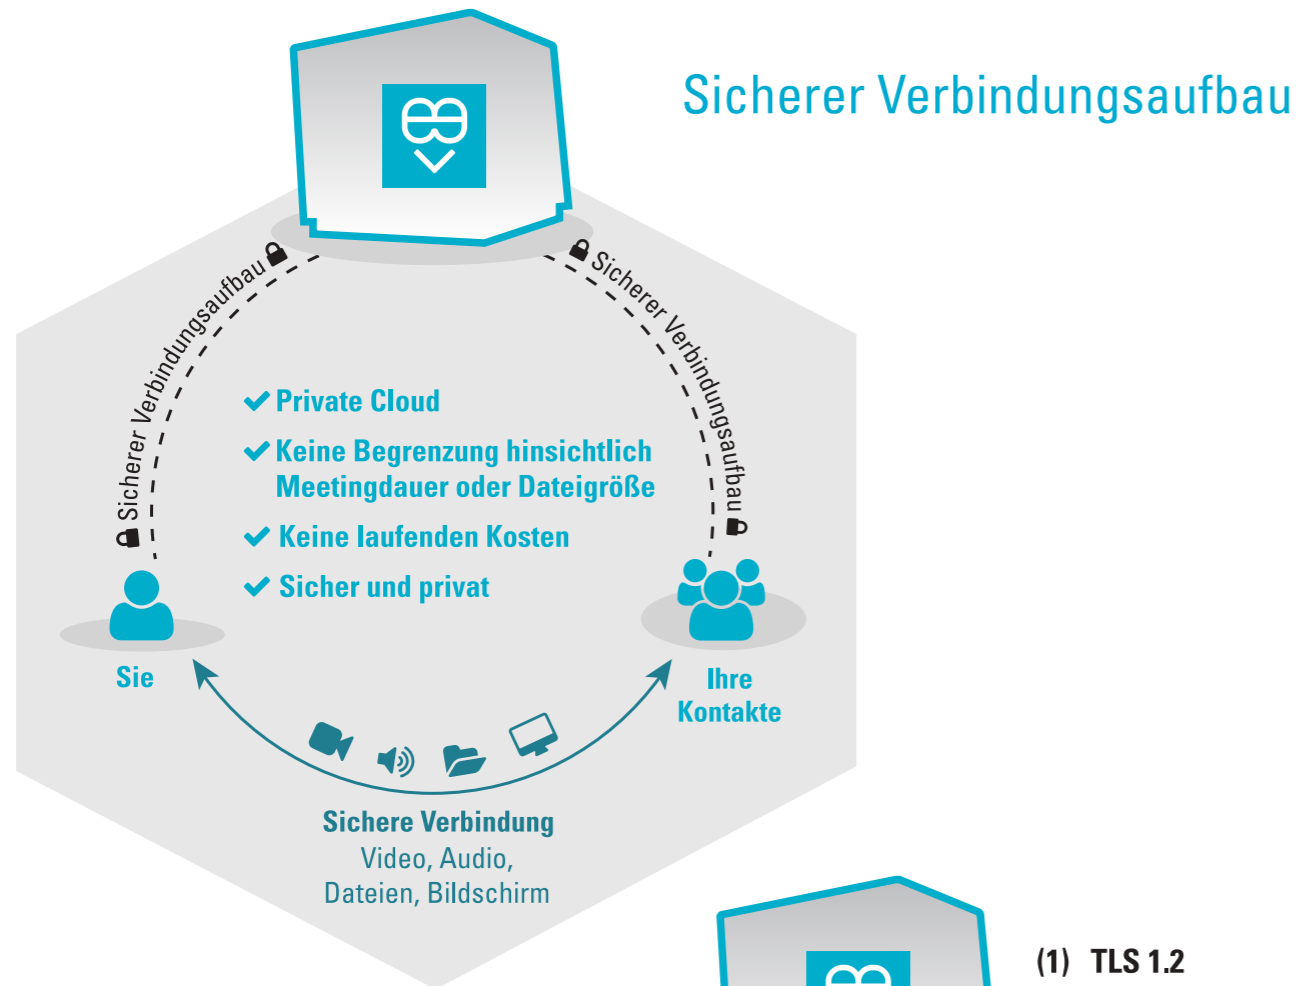 Sicherer Verbindungsaufbau
Sicherer Verbindungsaufbau
Sicherer Verbindungsaufbau
Private Cloud
Keine Begrenzung hinsichtlich
Meetingdauer oder Dateigröße
Keine laufenden Kosten
Sicher und privat
Sie
Ihre
Kontakte
Sichere Verbindung
Video, Audio,
Dateien, Bildschirm
(1) TLS 1.2